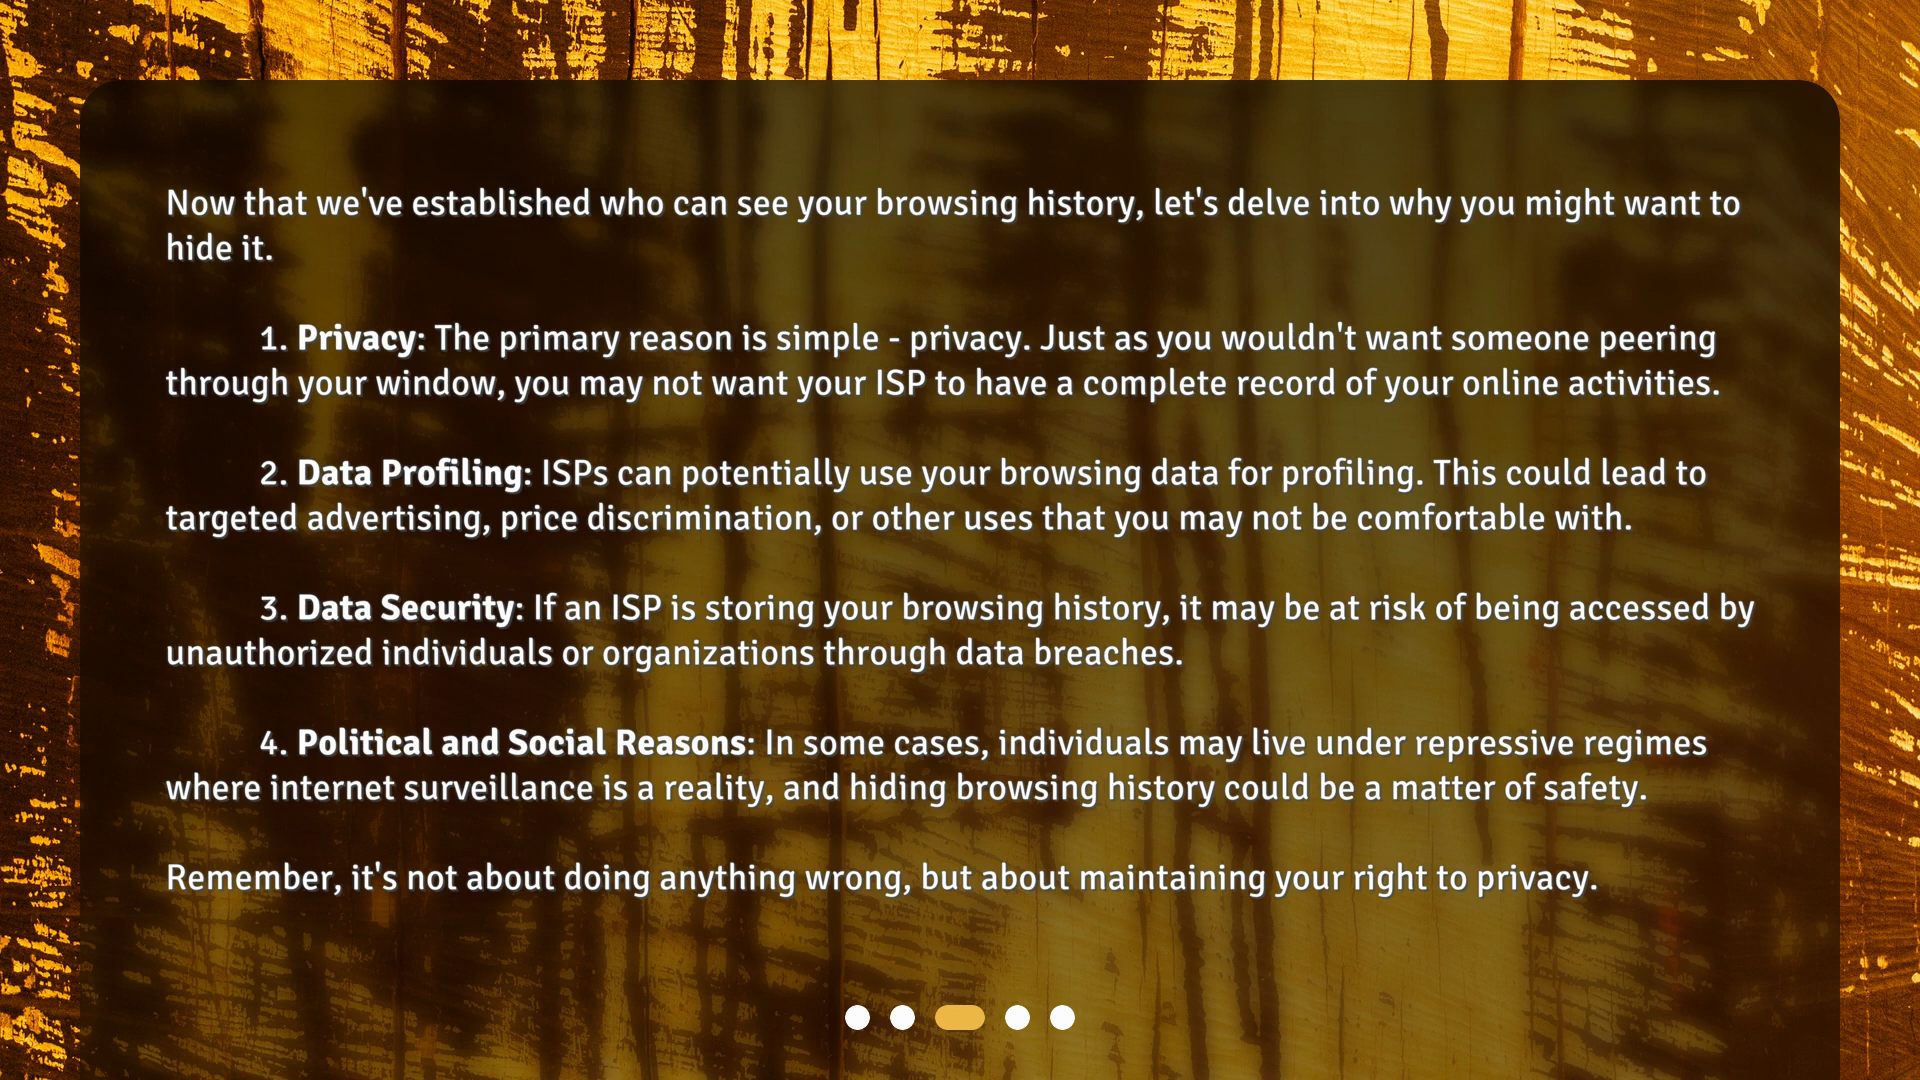 Now that we've established who can see your browsing history, let's delve into why you might want to
hide it.
1. Privacy: The primary reason is simple - privacy. Just as you wouldn't want someone peering
through your window, you may not want your ISP to have a complete record of your online activities.
2. Data Profiling: ISPs can potentially use your browsing data for profiling. This could lead to
targeted advertising, price discrimination, or other uses that you may not be comfortable with.
3. Data Security: If an ISP is storing your browsing history, it may be at risk of being accessed by
unauthorized individuals or organizations through data breaches.
4. Political and Social Reasons: In some cases, individuals may live under repressive regimes
where internet surveillance is a reality, and hiding browsing history could be a matter of safety.
Remember, it's not about doing anything wrong, but about maintaining your right to privacy.